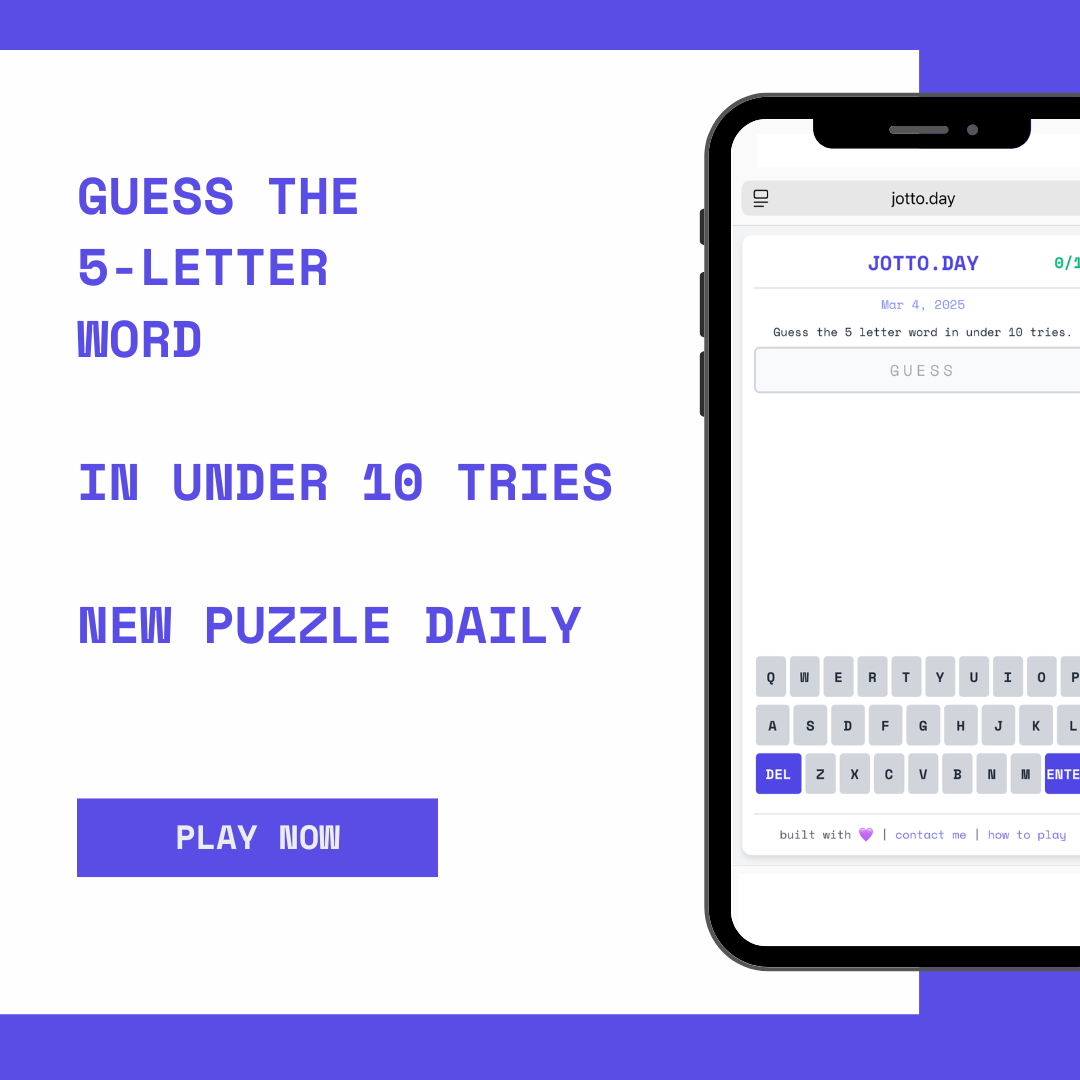 GUESS THE
5-LETTER
WORD
IN UNDER 10 TRIES
NEW PUZZLE DAILY
PLAY NOW
jotto.day
JOTTO.DAY 0/1
Mar 4, 2025
Guess the 5 letter word in under 10 tries.
GUESS
Q W E R T Y U I O P
A S D F G H J K L
DEL Z X C V B N M ENTE
built with 💜 | contact me | how to play